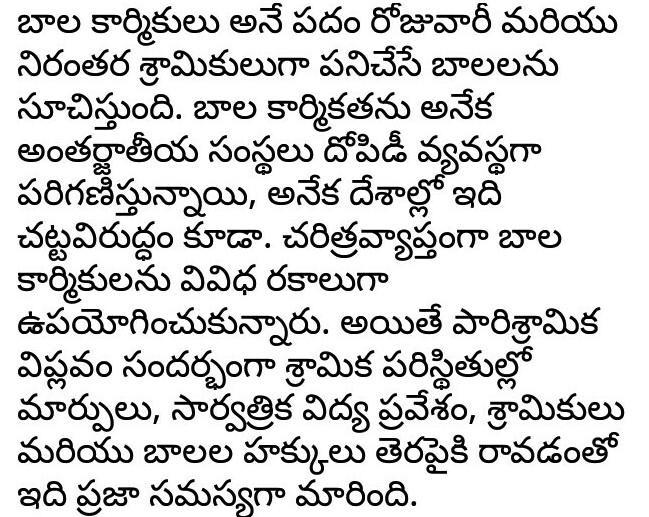 బాల కార్మికులు అనే పదం రోజువారీ మరియు
నిరంతర శ్రామికులుగా పనిచేసే బాలలను
సూచిస్తుంది. బాల కార్మికతను అనేక
అంతర్జాతీయ సంస్థలు దోపిడీ వ్యవస్థగా
పరిగణిస్తున్నాయి, అనేక దేశాల్లో ఇది
చట్టవిరుద్ధం కూడా. చరిత్రవ్యాప్తంగా బాల
కార్మికులను వివిధ రకాలుగా
ఉపయోగించుకున్నారు. అయితే పారిశ్రామిక
విప్లవం సందర్భంగా శ్రామిక పరిస్థితుల్లో
మార్పులు, సార్వత్రిక విద్య ప్రవేశం, శ్రామికులు
మరియు బాలల హక్కులు తెరపైకి రావడంతో
ఇది ప్రజా సమస్యగా మారింది.